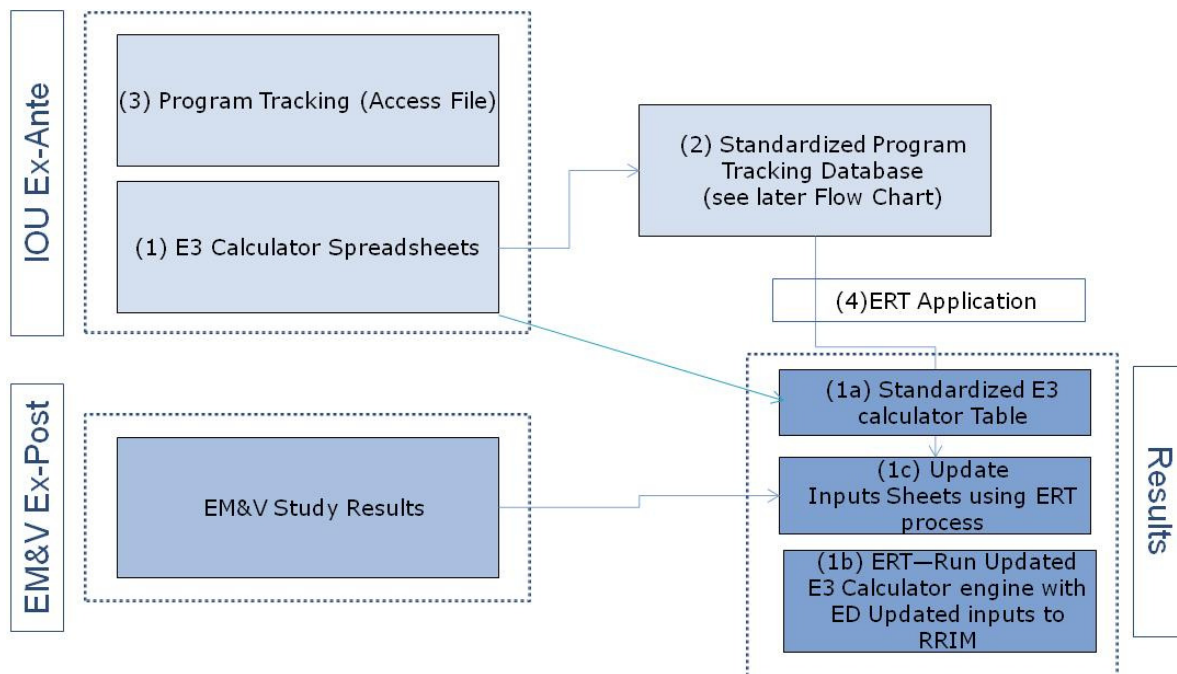 IOU Ex-Ante
(3) Program Tracking (Access File)
(1) E3 Calculator Spreadsheets
(2) Standardized Program
Tracking Database
(see later Flow Chart)
(4)ERT Application
EM&V Ex-Post
EM&V Study Results
(1a) Standardized E3
calculator Table
(1c) Update
Inputs Sheets using ERT
process
(1b) ERT—Run Updated
E3 Calculator engine with
ED Updated inputs to
RRIM
Results